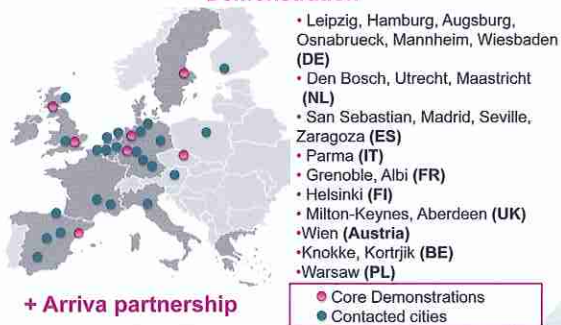 • Leipzig, Hamburg, Augsburg,
Osnabrueck, Mannheim, Wiesbaden
(DE)
• Den Bosch, Utrecht, Maastricht
(NL)
• San Sebastian, Madrid, Seville,
Zaragoza (ES)
• Parma (IT)
• Grenoble, Albi (FR)
• Helsinki (FI)
• Milton-Keynes, Aberdeen (UK)
•Wien (Austria)
•Knokke, Kortrjik (BE)
•Warsaw (PL)
+ Arriva partnership
Core Demonstrations
Contacted cities